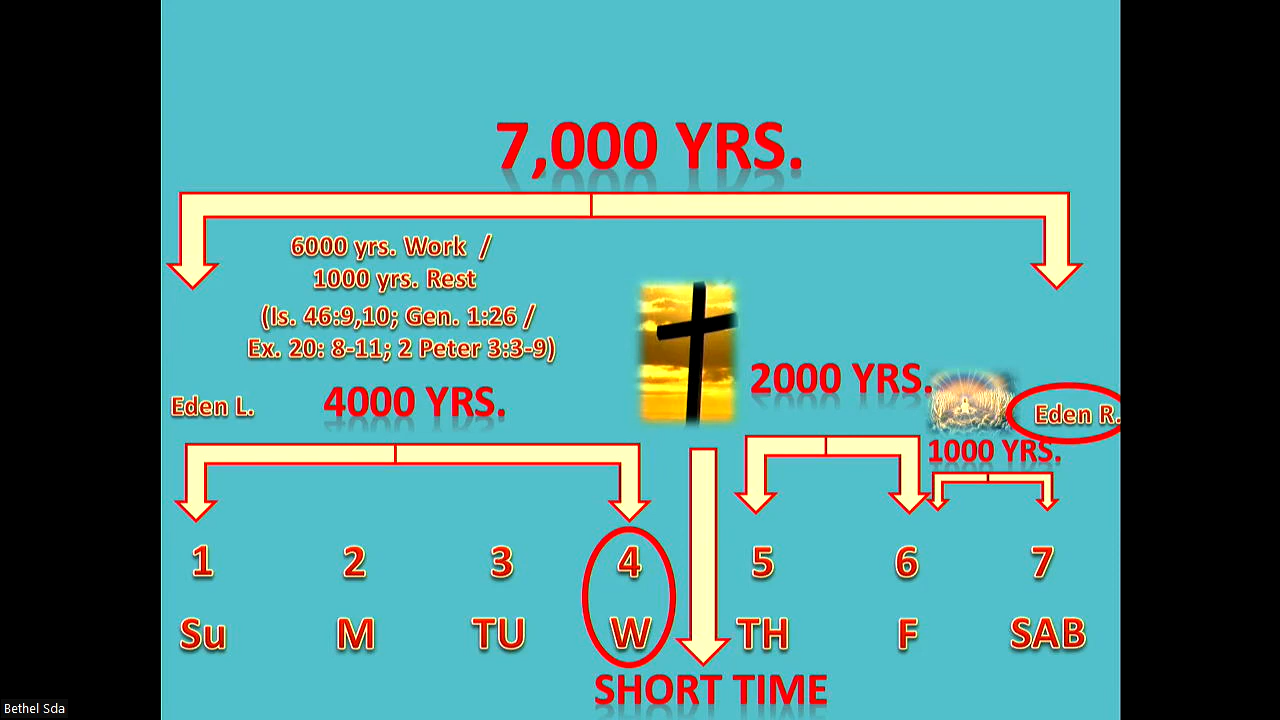 7,000 YRS.
6000 yrs. Work /
1000 yrs. Rest
(Is. 46:9,10; Gen. 1:26 /
Ex. 20: 8-11; 2 Peter 3:3-9)
Eden L.
4000 YRS.
2000 YRS.
Eden R.
1000 YRS.
1 2 3 4 5 6 7
Su M TU W TH F SAB
SHORT TIME
Bethel Sda